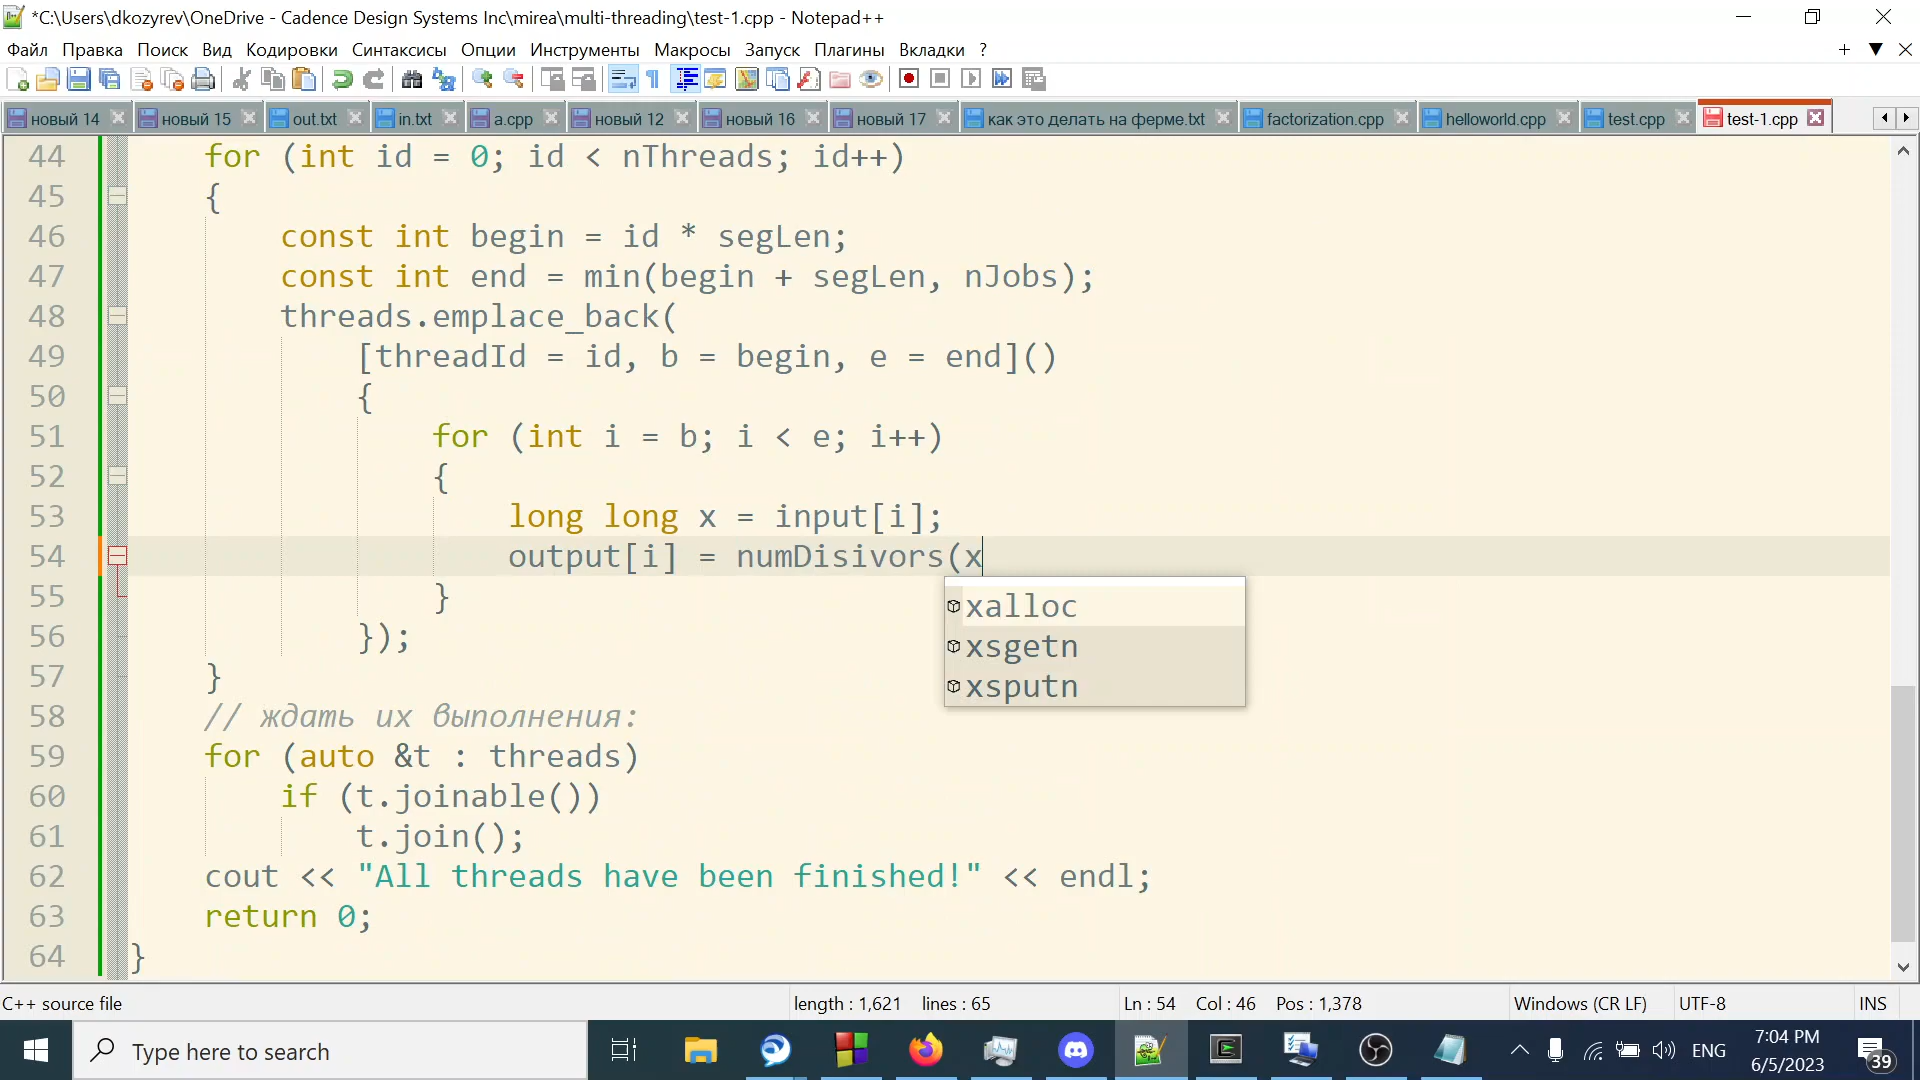 *C:\Users\dkozyrev\OneDrive - Cadence Design Systems Inc\mirea\multi-threading\test-1.cpp - Notepad++
Файл Правка Поиск Вид Кодировки Синтаксисы Опции Инструменты Макросы Запуск Плагины Вкладки ?
новый 14 новый 15 out.txt in.txt a.cpp новый 12 новый 16 новый 17 как это делать на ферме.txt factorization.cpp helloworld.cpp test.cpp test-1.cpp
44 for (int id = 0; id < nThreads; id++)
45 {
46 const int begin = id * segLen;
47 const int end = min(begin + segLen, nJobs);
48 threads.emplace_back(
49 [threadId = id, b = begin, e = end]()
50 {
51 for (int i = b; i < e; i++)
52 {
53 long long x = input[i];
54 output[i] = numDisivors(x
xalloc
xsgetn
xsputn
55 }
56 });
57 }
58 // ждать их выполнения:
59 for (auto &t : threads)
60 if (t.joinable())
61 t.join();
62 cout << "All threads have been finished!" << endl;
63 return 0;
64 }
C++ source file length : 1,621 lines : 65 Ln : 54 Col : 46 Pos : 1,378 Windows (CR LF) UTF-8 INS
Type here to search ENG 7:04 PM 6/5/2023 39